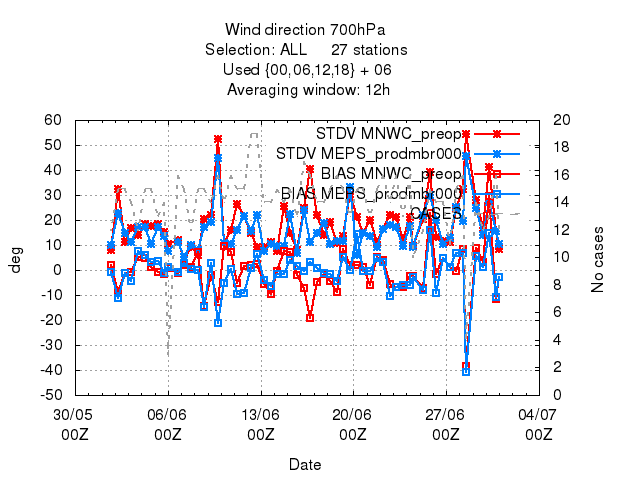 Wind direction 700hPa
Selection: ALL 27 stations
Used {00,06,12,18} + 06
Averaging window: 12h
STDV MNWC_preop
STDV MEPS_prodmbr000
BIAS MNWC_preop
BIAS MEPS_prodmbr000
CASES
60
50
40
30
20
10
0
-10
-20
-30
-40
-50
deg
20
18
16
14
12
10
8
6
4
2
0
No cases
30/05 06/06 13/06 20/06 27/06 04/07
00Z 00Z 00Z 00Z 00Z 00Z
Date